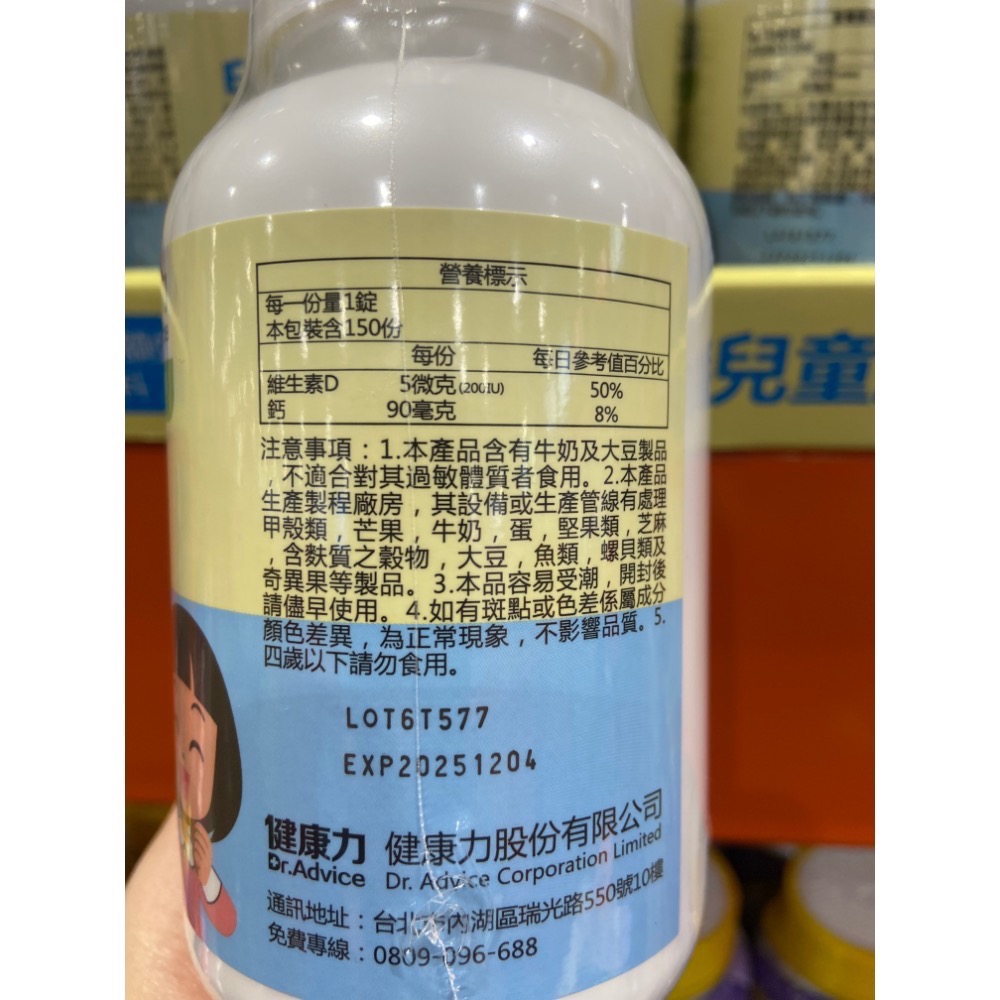 營養標示
每一份量1錠
本包裝含150份
每份 每日參考值百分比
維生素D 5微克(200IU) 50%
鈣 90毫克 8%
注意事項：1.本產品含有牛奶及大豆製品
，不適合對其過敏體質者食用。2.本產品
生產製程廠房，其設備或生產管線有處理
甲殼類，芒果，牛奶，蛋，堅果類，芝麻
，含麩質之穀物，大豆，魚類，螺貝類及
奇異果等製品。3.本品容易受潮，開封後
請儘早使用。4.如有斑點或色差係屬成分
顏色差異，為正常現象，不影響品質。5.
四歲以下請勿食用。
LOT6T577
EXP20251204
健康力 健康力股份有限公司
Dr.Advice Dr. Advice Corporation Limited
通訊地址：台北市內湖區瑞光路550號10樓
免費專線：0809-096-688
兒童